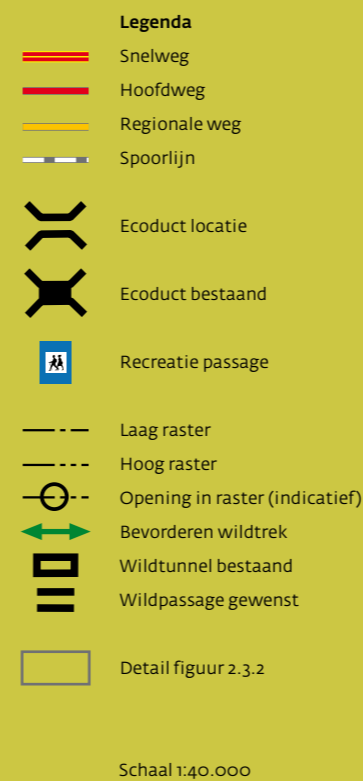 Legenda
Snelweg
Hoofdweg
Regionale weg
Spoorlijn
Ecoduct locatie
Ecoduct bestaand
Recreatie passage
Laag raster
Hoog raster
Opening in raster (indicatief)
Bevorderen wildtrek
Wildtunnel bestaand
Wildpassage gewenst
Detail figuur 2.3.2
Schaal 1:40.000